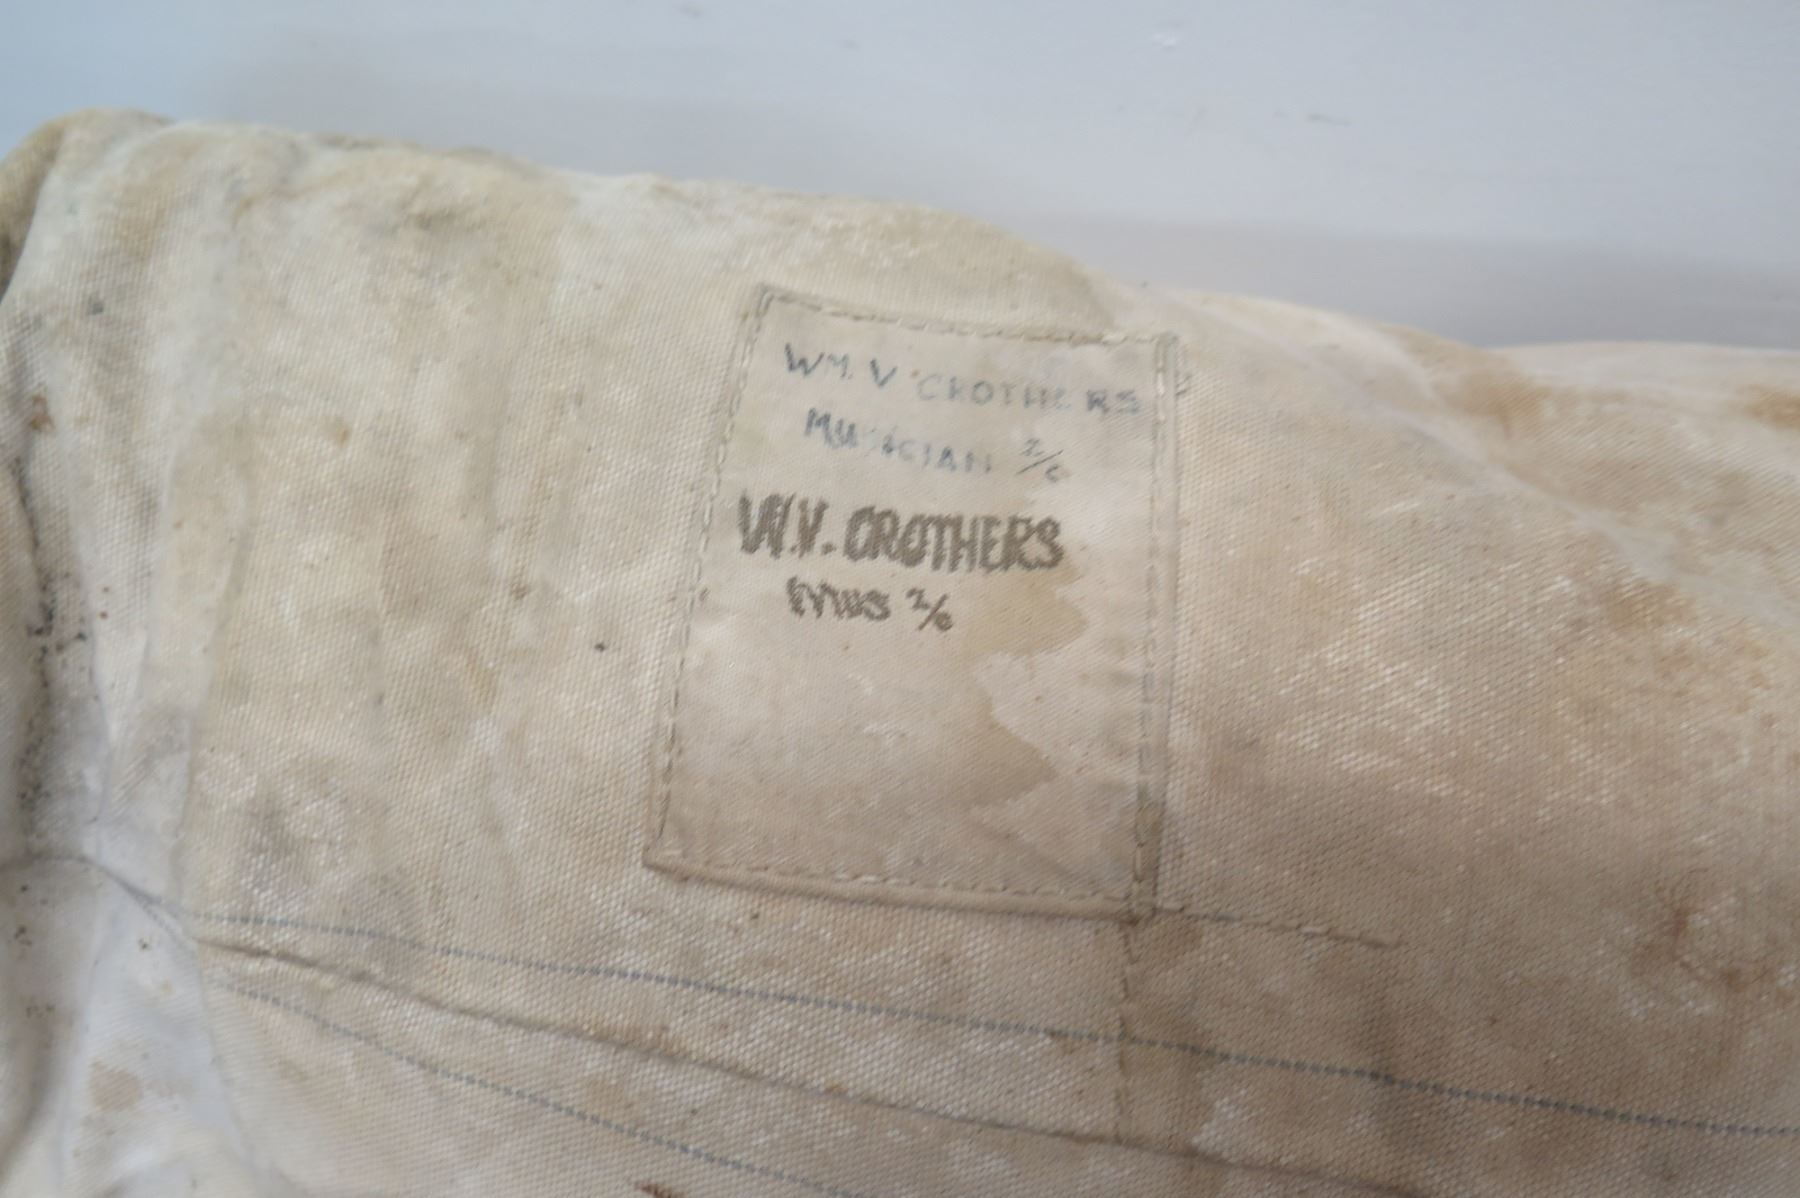 WM. V CROTHERS
MUSICIAN 2/C
W.V. CROTHERS
MUS 2/C